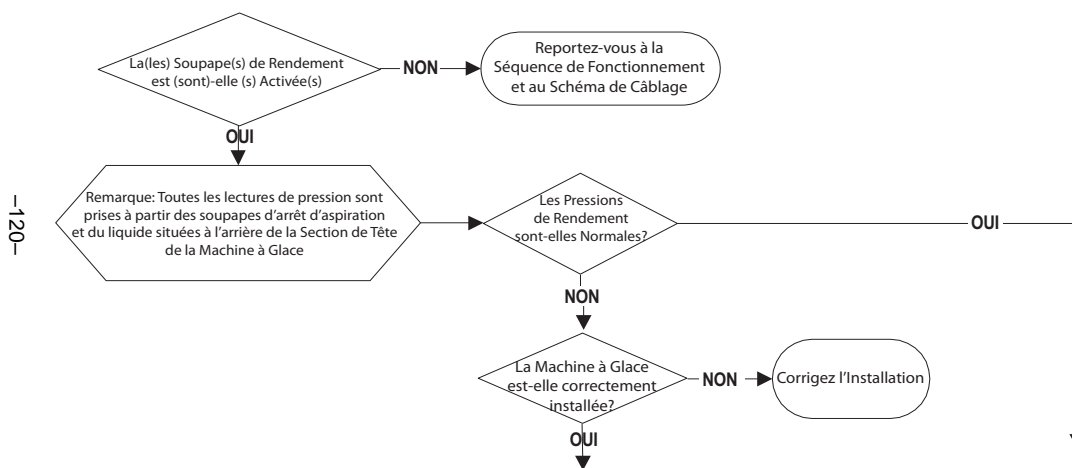 La(les) Soupape(s) de Rendement
est (sont)-elle (s) Activée(s)
NON
Reportez-vous à la
Séquence de Fonctionnement
et au Schéma de Câblage
OUI
Remarque: Toutes les lectures de pression sont
prises à partir des soupapes d'arrêt d'aspiration
et du liquide situées à l'arrière de la Section de Tête
de la Machine à Glace
Les Pressions
de Rendement
sont-elles Normales?
OUI
NON
La Machine à Glace
est-elle correctement
installée?
NON
Corrigez l'Installation
OUI
–120–